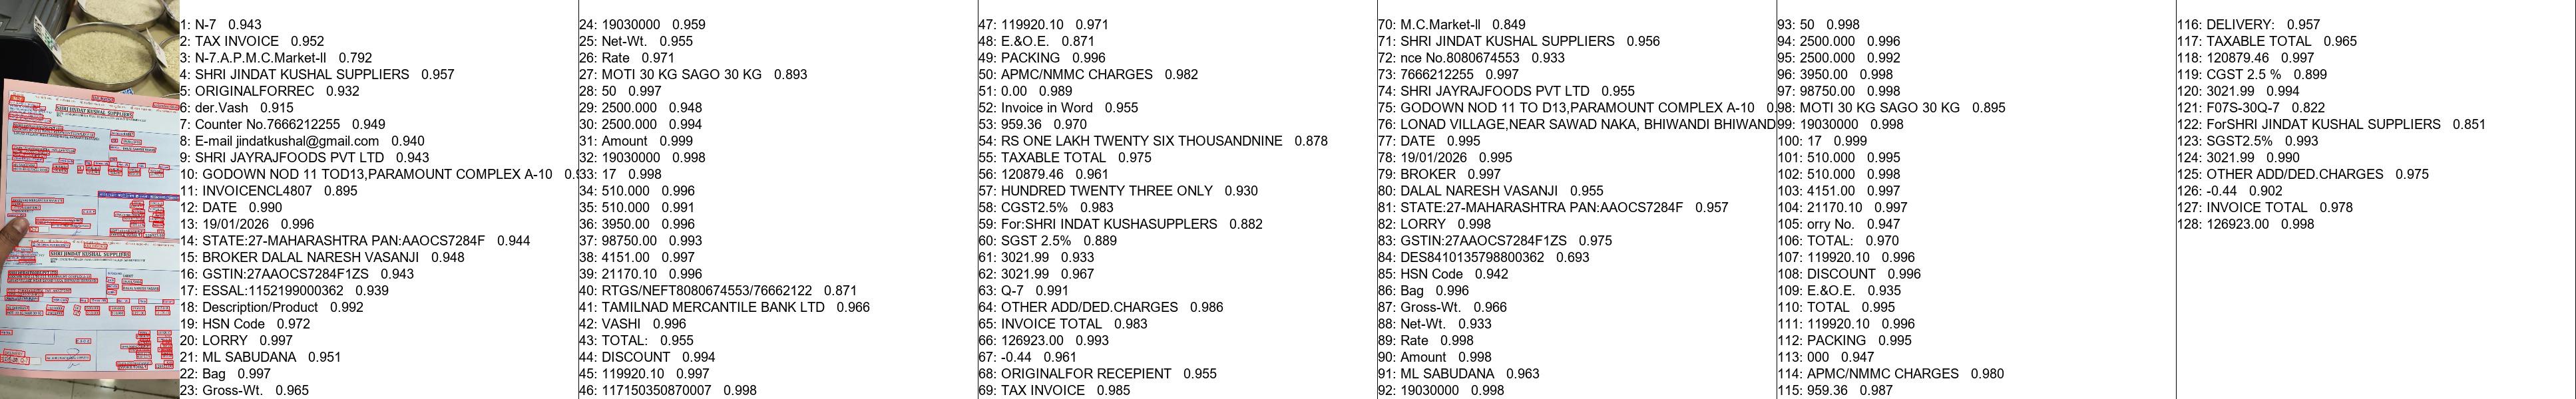 1: N-7 0.943
2: TAX INVOICE 0.952
3: N-7.A.P.M.C.Market-II 0.792
4: SHRI JINDAT KUSHAL SUPPLIERS 0.957
5: ORIGINALFORREC 0.932
6: der.Vash 0.915
7: Counter No.7666212255 0.949
8: E-mail jindatkushal@gmail.com 0.940
9: SHRI JAYRAJFOODS PVT LTD 0.943
10: GODOWN NOD 11 TOD13,PARAMOUNT COMPLEX A-10
11: INVOICENCL4807 0.895
12: DATE 0.990
13: 19/01/2026 0.996
14: STATE:27-MAHARASHTRA PAN:AAOCS7284F 0.944
15: BROKER DALAL NARESH VASANJI 0.948
16: GSTIN:27AAOCS7284F1ZS 0.943
17: ESSAL:1152199000362 0.939
18: Description/Product 0.992
19: HSN Code 0.972
20: LORRY 0.997
21: ML SABUDANA 0.951
22: Bag 0.997
23: Gross-Wt. 0.965
24: 19030000 0.959
25: Net-Wt. 0.955
26: Rate 0.971
27: MOTI 30 KG SAGO 30 KG 0.893
28: 50 0.997
29: 2500.000 0.948
30: 2500.000 0.994
31: Amount 0.999
32: 19030000 0.998
33: 17 0.998
34: 510.000 0.996
35: 510.000 0.991
36: 3950.00 0.996
37: 98750.00 0.993
38: 4151.00 0.997
39: 21170.10 0.996
40: RTGS/NEFT8080674553/76662122 0.871
41: TAMILNAD MERCANTILE BANK LTD 0.966
42: VASHI 0.996
43: TOTAL: 0.955
44: DISCOUNT 0.994
45: 119920.10 0.997
46: 117150350870007 0.998
47: 119920.10 0.971
48: E.&O.E. 0.871
49: PACKING 0.996
50: APMC/NMMC CHARGES 0.982
51: 0.00 0.989
52: Invoice in Word 0.955
53: 959.36 0.970
54: RS ONE LAKH TWENTY SIX THOUSANDNINE 0.878
55: TAXABLE TOTAL 0.975
56: 120879.46 0.961
57: HUNDRED TWENTY THREE ONLY 0.930
58: CGST2.5% 0.983
59: For:SHRI INDAT KUSHASUPPLERS 0.882
60: SGST 2.5% 0.889
61: 3021.99 0.933
62: 3021.99 0.967
63: Q-7 0.991
64: OTHER ADD/DED.CHARGES 0.986
65: INVOICE TOTAL 0.983
66: 126923.00 0.993
67: -0.44 0.961
68: ORIGINALFOR RECEPIENT 0.955
69: TAX INVOICE 0.985
70: M.C.Market-II 0.849
71: SHRI JINDAT KUSHAL SUPPLIERS 0.956
72: nce No.8080674553 0.933
73: 7666212255 0.997
74: SHRI JAYRAJFOODS PVT LTD 0.955
75: GODOWN NOD 11 TO D13,PARAMOUNT COMPLEX A-10
76: LONAD VILLAGE,NEAR SAWAD NAKA, BHIWANDI BHIWAND
77: DATE 0.995
78: 19/01/2026 0.995
79: BROKER 0.997
80: DALAL NARESH VASANJI 0.955
81: STATE:27-MAHARASHTRA PAN:AAOCS7284F 0.957
82: LORRY 0.998
83: GSTIN:27AAOCS7284F1ZS 0.975
84: DES8410135798800362 0.693
85: HSN Code 0.942
86: Bag 0.996
87: Gross-Wt. 0.966
88: Net-Wt. 0.933
89: Rate 0.998
90: Amount 0.998
91: ML SABUDANA 0.963
92: 19030000 0.998
93: 50 0.998
94: 2500.000 0.996
95: 2500.000 0.992
96: 3950.00 0.998
97: 98750.00 0.998
98: MOTI 30 KG SAGO 30 KG 0.895
99: 19030000 0.998
100: 17 0.999
101: 510.000 0.995
102: 510.000 0.998
103: 4151.00 0.997
104: 21170.10 0.997
105: orry No. 0.947
106: TOTAL: 0.970
107: 119920.10 0.996
108: DISCOUNT 0.996
109: E.&O.E. 0.935
110: TOTAL 0.995
111: 119920.10 0.996
112: PACKING 0.995
113: 000 0.947
114: APMC/NMMC CHARGES 0.980
115: 959.36 0.987
116: DELIVERY: 0.957
117: TAXABLE TOTAL 0.965
118: 120879.46 0.997
119: CGST 2.5 % 0.899
120: 3021.99 0.994
121: F07S-30Q-7 0.822
122: ForSHRI JINDAT KUSHAL SUPPLIERS 0.851
123: SGST2.5% 0.993
124: 3021.99 0.990
125: OTHER ADD/DED.CHARGES 0.975
126: -0.44 0.902
127: INVOICE TOTAL 0.978
128: 126923.00 0.998